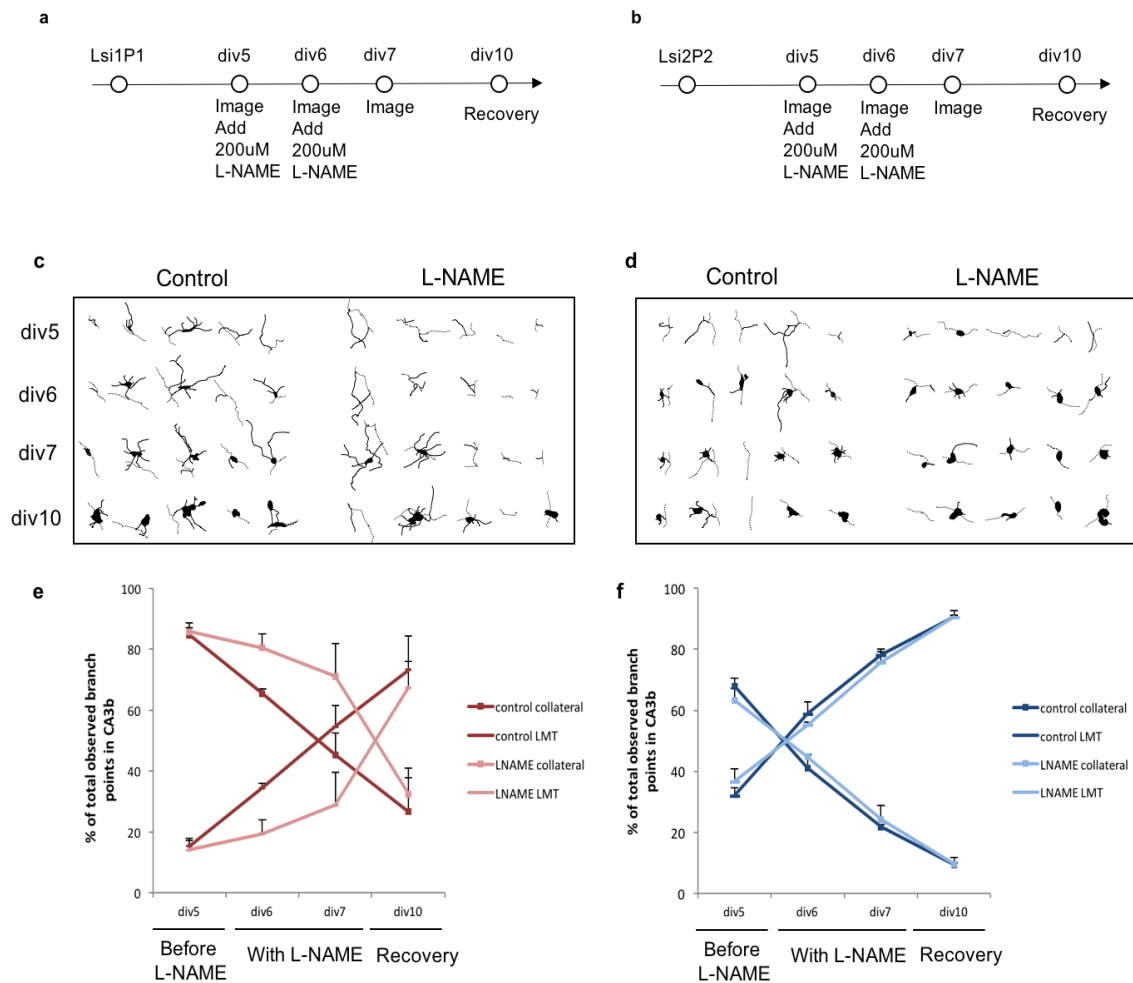 a
Lsi1P1
div5
div6
div7
div10
Image
Add
200uM
L-NAME
Image
Add
200uM
L-NAME
Image
Recovery
b
Lsi2P2
div5
div6
div7
div10
Image
Add
200uM
L-NAME
Image
Add
200uM
L-NAME
Image
Recovery
c
Control
L-NAME
div5
div6
div7
div10
d
Control
L-NAME
e
% of total observed branch
points in CA3b
100
80
60
40
20
0
div5
div6
div7
div10
Before
L-NAME
With L-NAME
Recovery
control collateral
control LMT
LNAME collateral
LNAME LMT
f
% of total observed branch
points in CA3b
100
80
60
40
20
0
div5
div6
div7
div10
Before
L-NAME
With L-NAME
Recovery
control collateral
control LMT
LNAME collateral
LNAME LMT